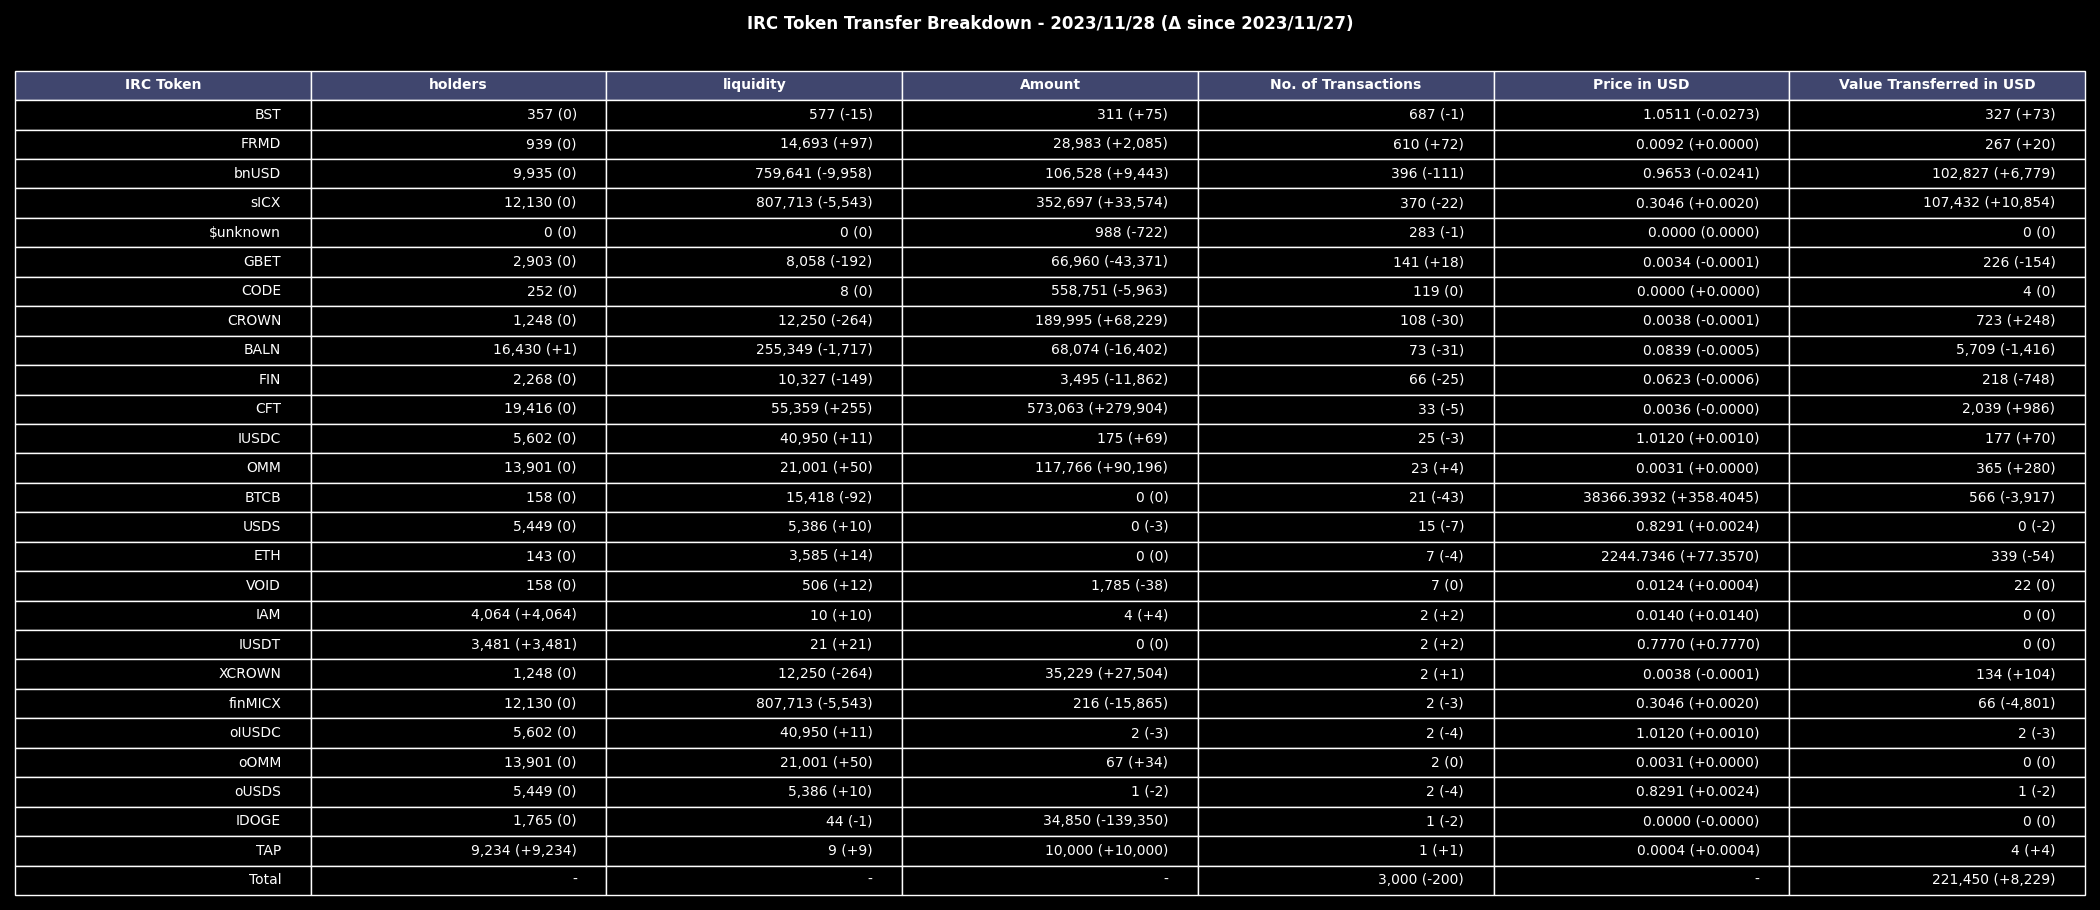 IRC Token Transfer Breakdown - 2023/11/28 (Δ since 2023/11/27)
IRC Token holders liquidity Amount No. of Transactions Price in USD Value Transferred in USD
BST 357 (0) 577 (-15) 311 (+75) 687 (-1) 1.0511 (-0.0273) 327 (+73)
FRMD 939 (0) 14,693 (+97) 28,983 (+2,085) 610 (+72) 0.0092 (+0.0000) 267 (+20)
bnUSD 9,935 (0) 759,641 (-9,958) 106,528 (+9,443) 396 (-111) 0.9653 (-0.0241) 102,827 (+6,779)
sICX 12,130 (0) 807,713 (-5,543) 352,697 (+33,574) 370 (-22) 0.3046 (+0.0020) 107,432 (+10,854)
$unknown 0 (0) 0 (0) 988 (-722) 283 (-1) 0.0000 (0.0000) 0 (0)
GBET 2,903 (0) 8,058 (-192) 66,960 (-43,371) 141 (+18) 0.0034 (-0.0001) 226 (-154)
CODE 252 (0) 8 (0) 558,751 (-5,963) 119 (0) 0.0000 (+0.0000) 4 (0)
CROWN 1,248 (0) 12,250 (-264) 189,995 (+68,229) 108 (-30) 0.0038 (-0.0001) 723 (+248)
BALN 16,430 (+1) 255,349 (-1,717) 68,074 (-16,402) 73 (-31) 0.0839 (-0.0005) 5,709 (-1,416)
FIN 2,268 (0) 10,327 (-149) 3,495 (-11,862) 66 (-25) 0.0623 (-0.0006) 218 (-748)
CFT 19,416 (0) 55,359 (+255) 573,063 (+279,904) 33 (-5) 0.0036 (-0.0000) 2,039 (+986)
IUSDC 5,602 (0) 40,950 (+11) 175 (+69) 25 (-3) 1.0120 (+0.0010) 177 (+70)
OMM 13,901 (0) 21,001 (+50) 117,766 (+90,196) 23 (+4) 0.0031 (+0.0000) 365 (+280)
BTCB 158 (0) 15,418 (-92) 0 (0) 21 (-43) 38366.3932 (+358.4045) 566 (-3,917)
USDS 5,449 (0) 5,386 (+10) 0 (-3) 15 (-7) 0.8291 (+0.0024) 0 (-2)
ETH 143 (0) 3,585 (+14) 0 (0) 7 (-4) 2244.7346 (+77.3570) 339 (-54)
VOID 158 (0) 506 (+12) 1,785 (-38) 7 (0) 0.0124 (+0.0004) 22 (0)
IAM 4,064 (+4,064) 10 (+10) 4 (+4) 2 (+2) 0.0140 (+0.0140) 0 (0)
IUSDT 3,481 (+3,481) 21 (+21) 0 (0) 2 (+2) 0.7770 (+0.7770) 0 (0)
XCROWN 1,248 (0) 12,250 (-264) 35,229 (+27,504) 2 (+1) 0.0038 (-0.0001) 134 (+104)
finMICX 12,130 (0) 807,713 (-5,543) 216 (-15,865) 2 (-3) 0.3046 (+0.0020) 66 (-4,801)
oIUSDC 5,602 (0) 40,950 (+11) 2 (-3) 2 (-4) 1.0120 (+0.0010) 2 (-3)
oOMM 13,901 (0) 21,001 (+50) 67 (+34) 2 (0) 0.0031 (+0.0000) 0 (0)
oUSDS 5,449 (0) 5,386 (+10) 1 (-2) 2 (-4) 0.8291 (+0.0024) 1 (-2)
IDOGE 1,765 (0) 44 (-1) 34,850 (-139,350) 1 (-2) 0.0000 (-0.0000) 0 (0)
TAP 9,234 (+9,234) 9 (+9) 10,000 (+10,000) 1 (+1) 0.0004 (+0.0004) 4 (+4)
Total - - - 3,000 (-200) - 221,450 (+8,229)